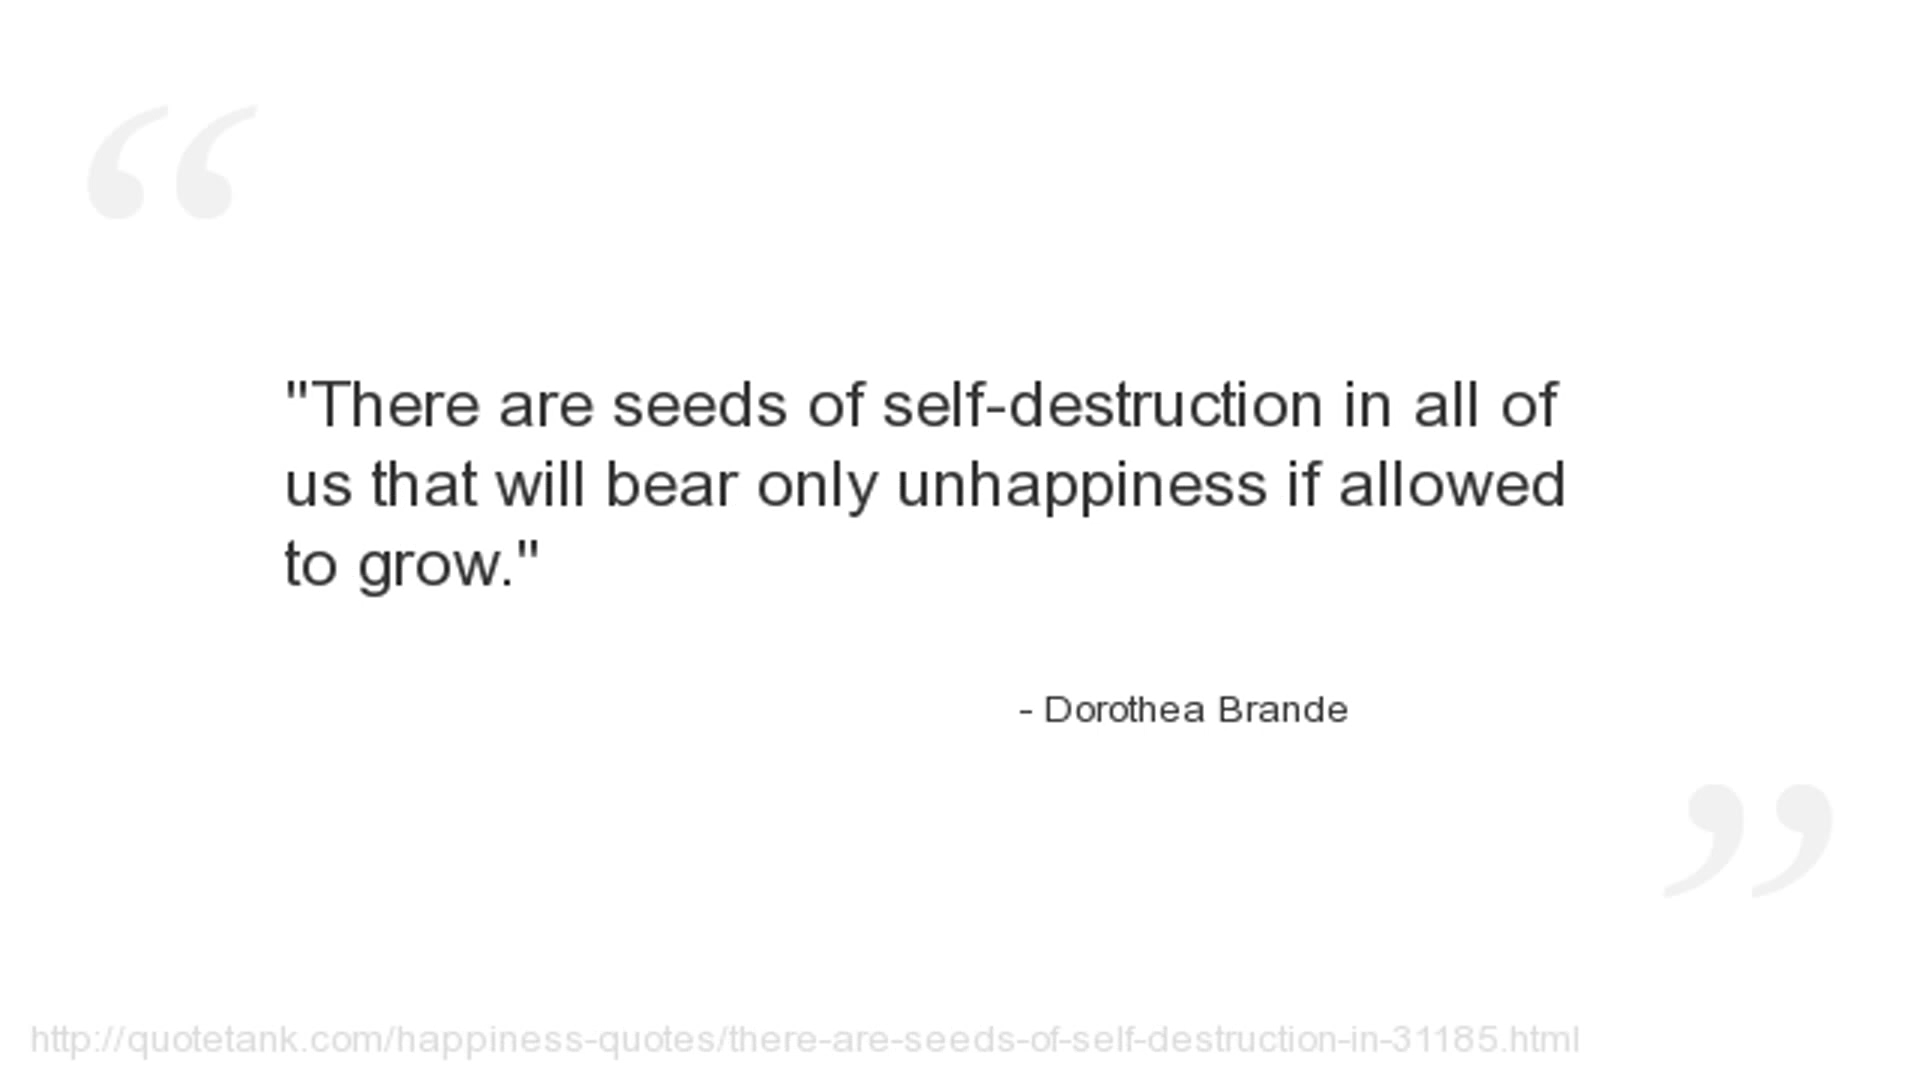 "There are seeds of self-destruction in all of
us that will bear only unhappiness if allowed
to grow."
- Dorothea Brande
http://quotetank.com/happiness-quotes/there-are-seeds-of-self-destruction-in-31185.html